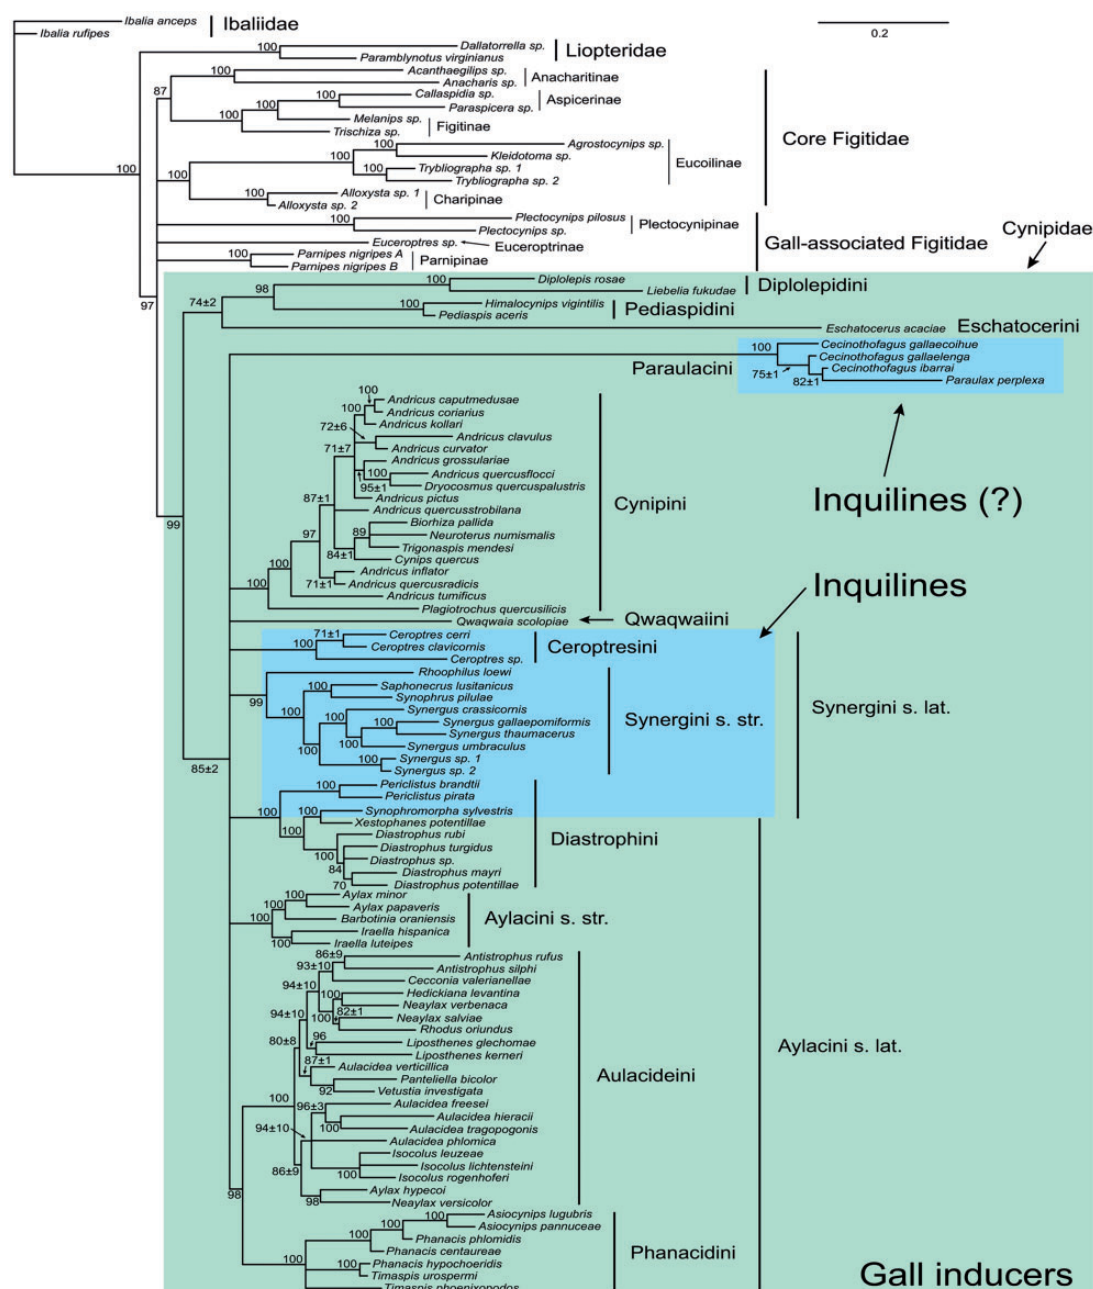 Ibalia anceps
Ibalia rufipes
Ibaliidae
0.2
100
Dallatorrella sp.
Paramblynotus virginianus
Liopteridae
87
100
Acanthaegilips sp.
Anacharis sp.
Anacharitinae
100
100
100
Callaspidia sp.
Paraspicera sp.
Aspicerinae
Melanips sp.
Trischiza sp.
Figitinae
Core Figitidae
100
100
100
100
Agrostocynips sp.
Kleidotoma sp.
Trybliographa sp. 1
Trybliographa sp. 2
Eucoilinae
100
100
Alloxysta sp. 1
Alloxysta sp. 2
Charipinae
100
Plectocynips pilosus
Plectocynips sp.
Plectocynipinae
Euceroptres sp.
Euceroptrinae
Gall-associated Figitidae
Cynipidae
100
Parnipes nigripes A
Parnipes nigripes B
Parnipinae
97
74±2
98
100
Diplolepis rosae
Liebelia fukudae
Diplolepidini
100
Himalocynips vigintilis
Pediaspis aceris
Pediaspidini
Eschatocerus acaciae
Eschatocerini
Paraulacini
100
75±1
82±1
Cecinothofagus gallaecoihue
Cecinothofagus gallaelenga
Cecinothofagus ibarrai
Paraulax perplexa
Inquilines (?)
100
100
Andricus caputmedusae
Andricus coriarius
Andricus kollari
72±6
71±7
Andricus clavulus
Andricus curvator
Andricus grossulariae
100
95±1
Andricus quercusflocci
Dryocosmus quercuspalustris
Andricus pictus
87±1
Andricus quercusstrobilana
89
84±1
Biorhiza pallida
Neuroterus numismalis
Trigonaspis mendesi
Cynips quercus
Cynipini
99
97
71±1
Andricus inflator
Andricus quercusradicis
100
100
Andricus tumificus
Plagiotrochus quercusilicis
Inquilines
Qwaqwaia scolopiae
Qwaqwaiini
71±1
100
Ceroptres cerri
Ceroptres clavicornis
Ceroptres sp.
Ceroptresini
99
Rhoophilus loewi
100
100
Saphonecrus lusitanicus
Synophrus pilulae
100
100
100
100
Synergus crassicornis
Synergus gallaepomiformis
Synergus thaumacerus
Synergus umbraculus
100
Synergus sp. 1
Synergus sp. 2
Synergini s. str.
Synergini s. lat.
85±2
100
100
Periclistus brandtii
Periclistus pirata
100
100
Synophromorpha sylvestris
Xestophanes potentillae
100
84
70
Diastrophus rubi
Diastrophus turgidus
Diastrophus sp.
Diastrophus mayri
Diastrophus potentillae
Diastrophini
100
100
100
Aylax minor
Aylax papaveris
Barbotinia oraniensis
Iraella hispanica
Iraella luteipes
Aylacini s. str.
86±9
93±10
94±10
Antistrophus rufus
Antistrophus silphi
Cecconia valerianellae
100
82±1
100
Hedickiana levantina
Neaylax verbenaca
Neaylax salviae
Rhodus oriundus
94±10
96
Liposthenes glechomae
Liposthenes kerneri
80±8
87±1
92
Aulacidea verticillica
Panteliella bicolor
Vetustia investigata
Aulacideini
Aylacini s. lat.
100
96±3
100
Aulacidea freesei
Aulacidea hieracii
Aulacidea tragopogonis
94±10
86±9
Aulacidea phlomica
100
Isocolus leuzeae
Isocolus lichtensteini
Isocolus rogenhoferi
98
Aylax hypecoi
Neaylax versicolor
98
100
100
100
100
Asiocynips lugubris
Asiocynips pannuceae
Phanacis phlomidis
Phanacis centaureae
100
100
Phanacis hypochoeridis
Timaspis urospermi
Timaspis phoenixopodos
Phanacidini
Gall inducers